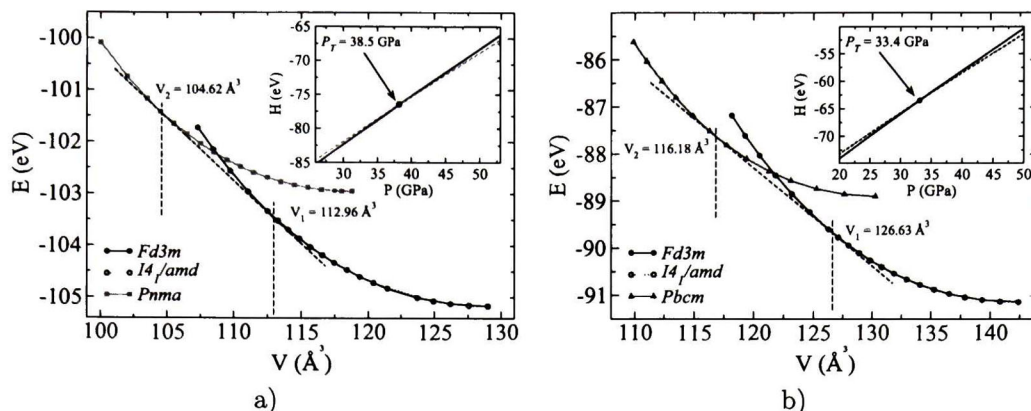 -100
-101
-102
-103
-104
-105
E (eV)
100 105 110 115 120 125 130
V (Å³)
V₂ = 104.62 Å³
V₁ = 112.96 Å³
Fd3m
I4₁/amd
Pnma
-65
-70
-75
-80
-85
H (eV)
30 40 50
P (GPa)
P_T = 38.5 GPa
a)
-86
-87
-88
-89
-90
-91
E (eV)
110 115 120 125 130 135 140
V (Å³)
V₂ = 116.18 Å³
V₁ = 126.63 Å³
Fd3m
I4₁/amd
Pbcm
-50
-55
-60
-65
-70
H (eV)
20 25 30 35 40 45 50
P (GPa)
P_T = 33.4 GPa
b)